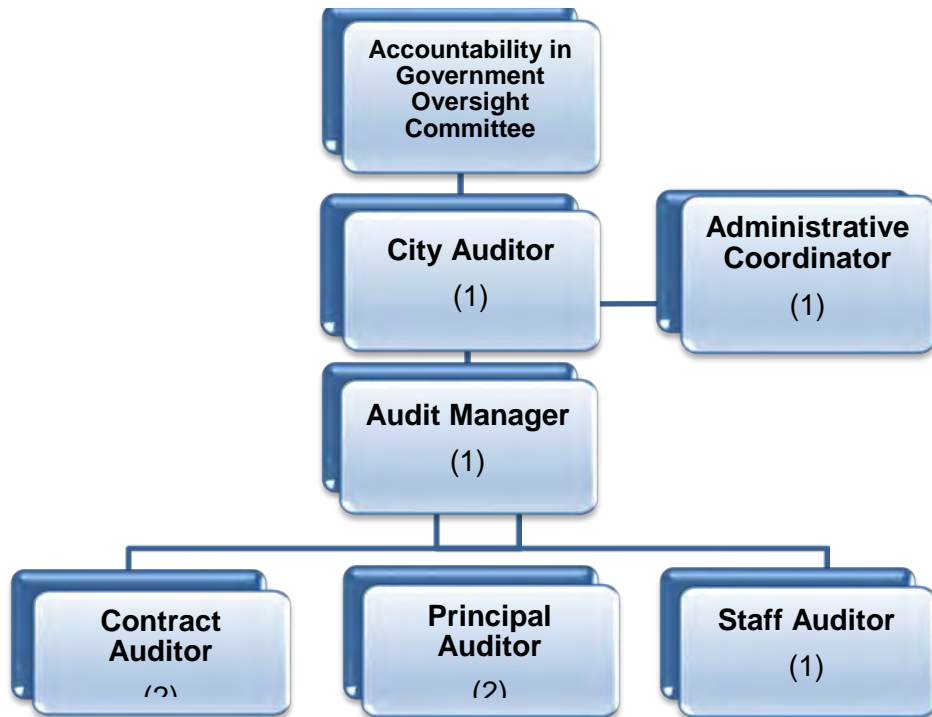 Accountability in
Government
Oversight
Committee
City Auditor
(1)
Administrative
Coordinator
(1)
Audit Manager
(1)
Contract
Auditor
Principal
Auditor
(2)
Staff Auditor
(1)